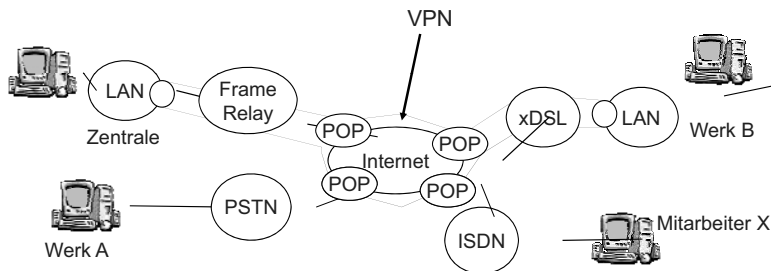 VPN
LAN
Frame
Relay
xDSL
LAN
Zentrale
Werk B
POP
POP
Internet
POP
POP
PSTN
Werk A
ISDN
Mitarbeiter X